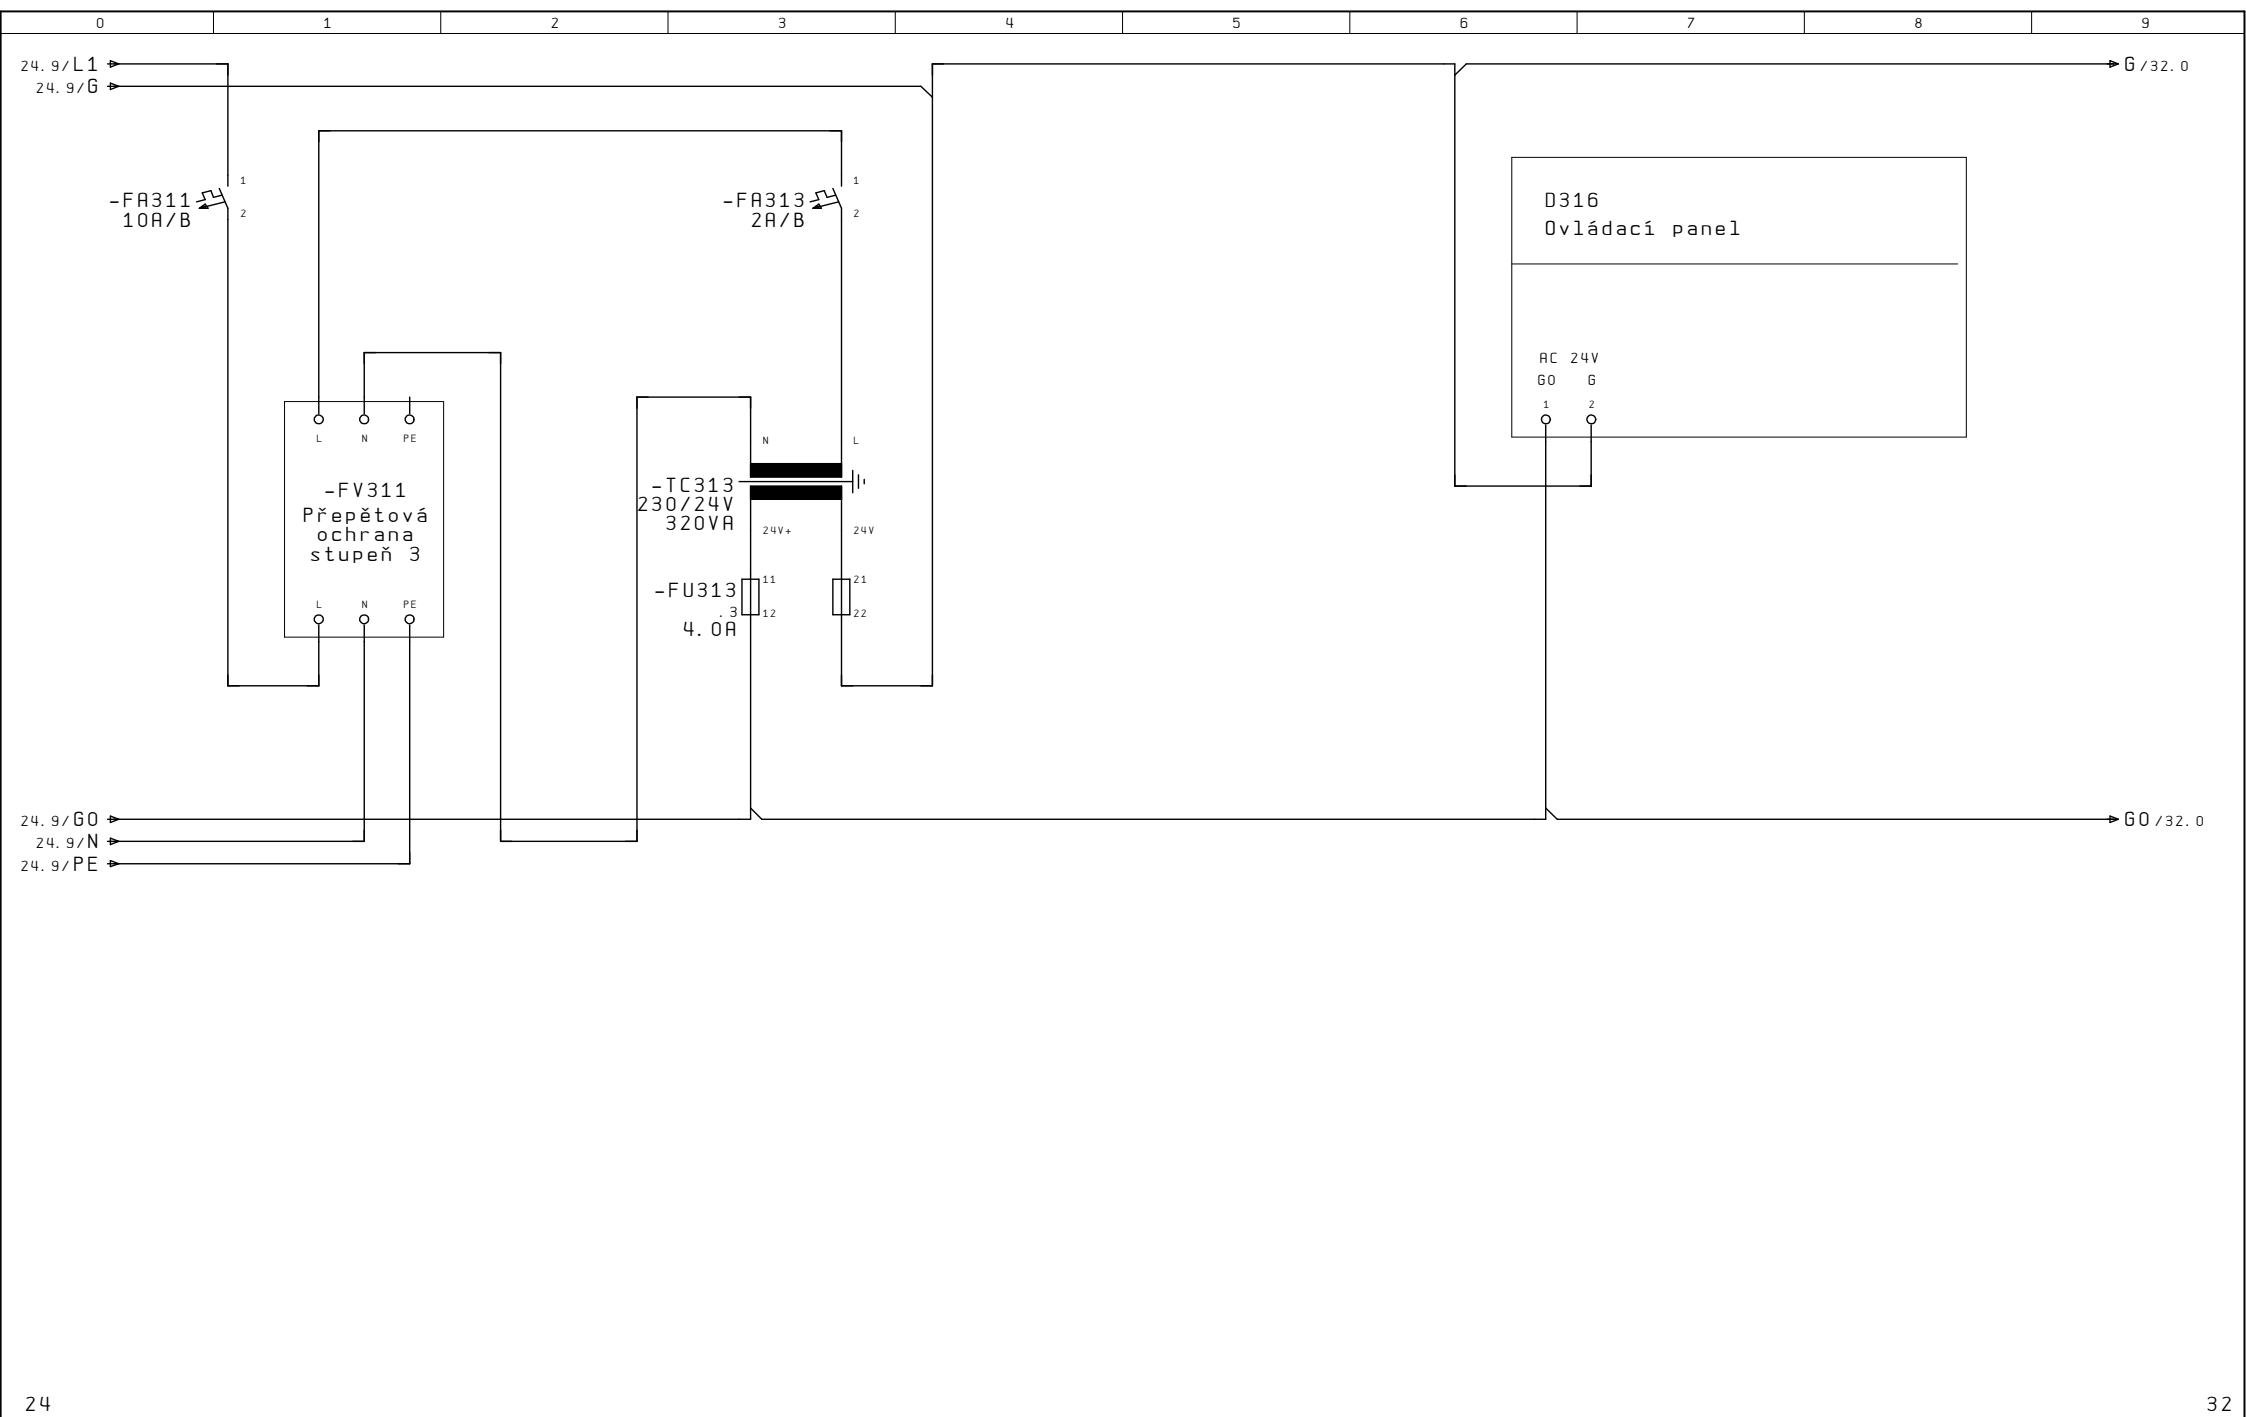 0 1 2 3 4 5 6 7 8 9
24.9/L1
G/32.0
24.9/G
1
-FA311
10A/B
2
1
-FA313
2A/B
2
D316
Ovládací panel
AC 24V
G0 G
1 2
L N PE
N L
-FV311
Přepěťová
ochrana
stupeň 3
-TC313
230/24V
320VA
24V+ 24V
-FU313
.3
4.0A
11
12
21
22
L N PE
24.9/G0
G0/32.0
24.9/N
24.9/PE
24
32